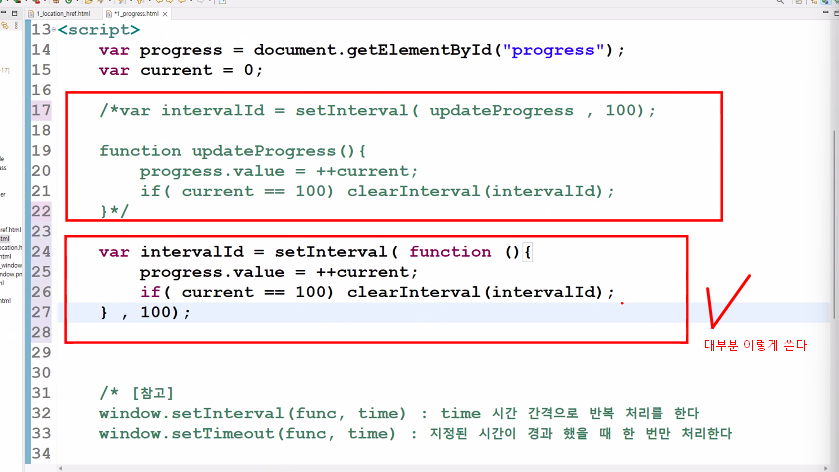 1_location_href.html
*1_progress.html
13 <script>
14 var progress = document.getElementById("progress");
15 var current = 0;
16
17 /*var intervalId = setInterval( updateProgress , 100);
18
19 function updateProgress(){
20 progress.value = ++current;
21 if( current == 100) clearInterval(intervalId);
22 }*/
23
24 var intervalId = setInterval( function (){
25 progress.value = ++current;
26 if( current == 100) clearInterval(intervalId);
27 } , 100);
28
대부분 이렇게 쓴다
29
30
31 /* [참고]
32 window.setInterval(func, time) : time 시간 간격으로 반복 처리를 한다
33 window.setTimeout(func, time) : 지정된 시간이 경과 했을 때 한 번만 처리한다
34